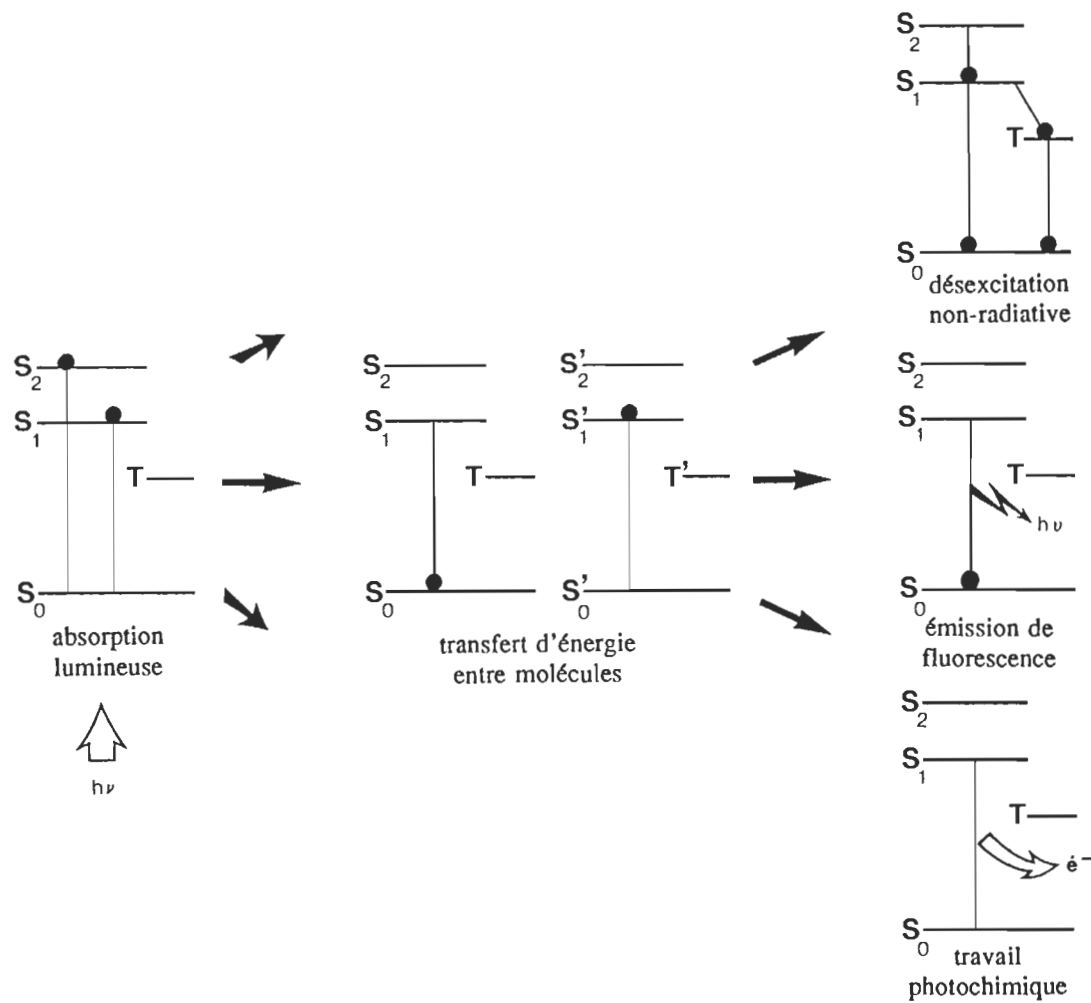 S2
S1
T
S0
désexcitation
non-radiative
S2
S1
T
S0
absorption
lumineuse
hν
S2
S1
T
S0
S'2
S'1
T'
S'0
transfert d'énergie
entre molécules
S2
S1
T
hν
S0
émission de
fluorescence
S2
S1
T
é⁻
S0
travail
photochimique